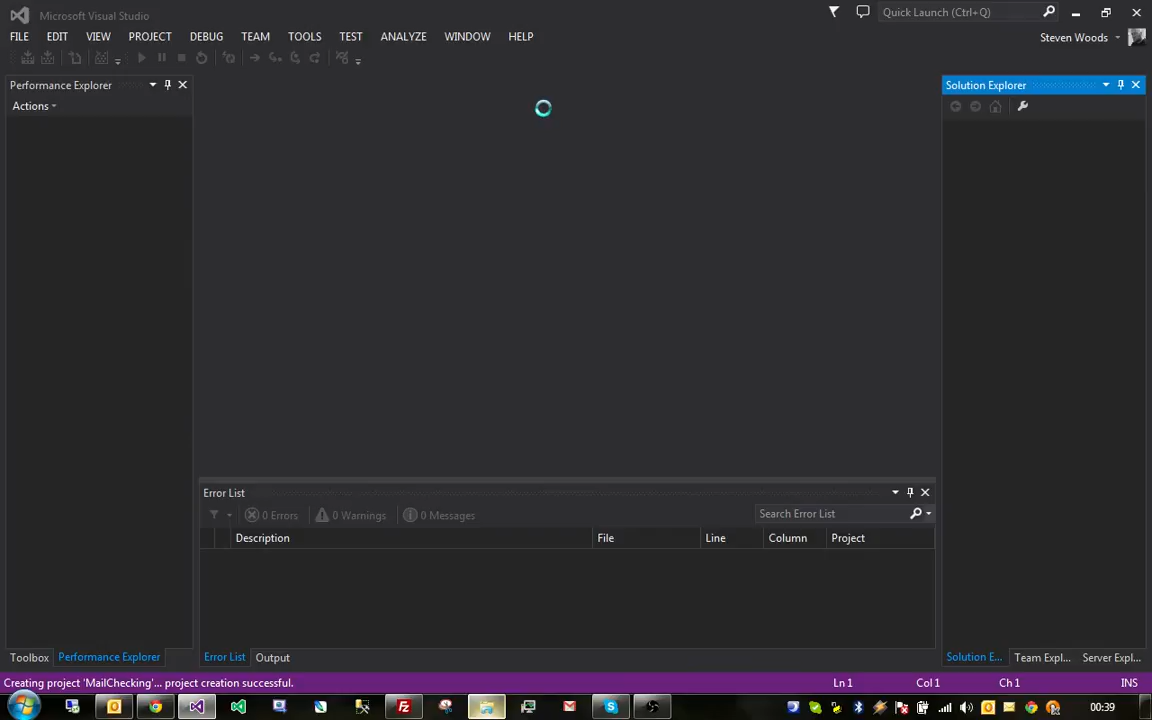 Microsoft Visual Studio
Quick Launch (Ctrl+Q)
FILE EDIT VIEW PROJECT DEBUG TEAM TOOLS TEST ANALYZE WINDOW HELP
Steven Woods
Performance Explorer
Solution Explorer
Actions
Error List
0 Errors 0 Warnings 0 Messages
Search Error List
Description File Line Column Project
Toolbox Performance Explorer
Error List Output
Solution E... Team Expl... Server Expl...
Creating project 'MailChecking'... project creation successful.
Ln 1 Col 1 Ch 1 INS
00:39